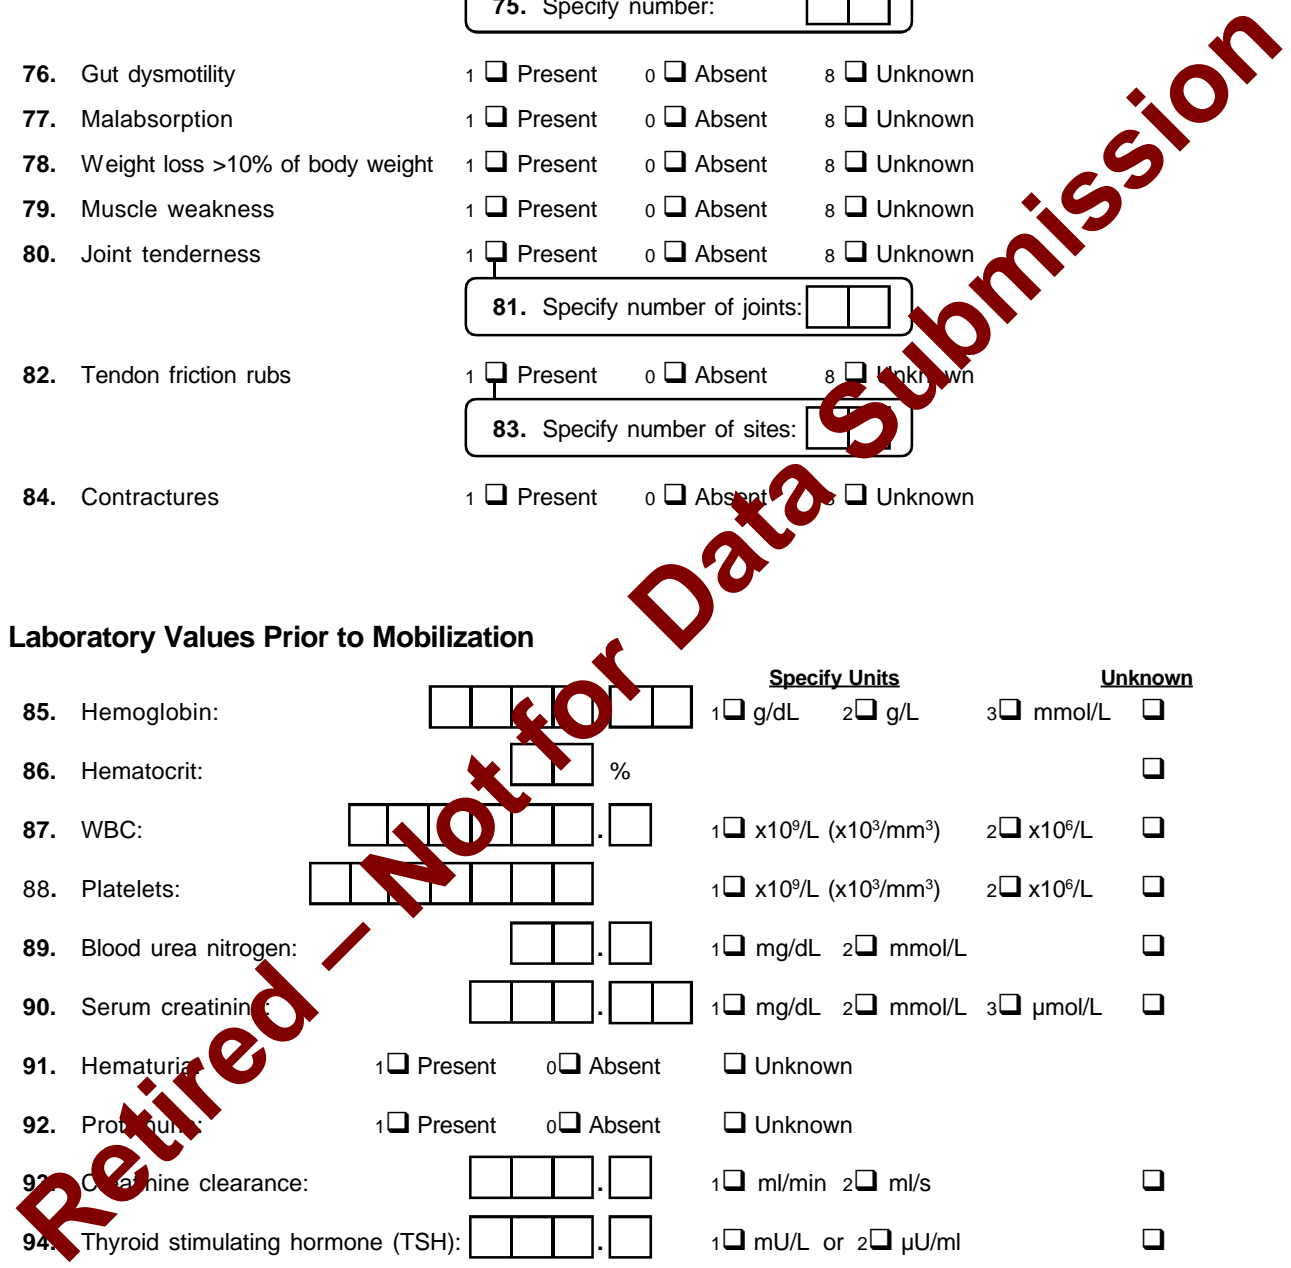 75. Specify number:
76. Gut dysmotility 1 ❑ Present 0 ❑ Absent 8 ❑ Unknown
77. Malabsorption 1 ❑ Present 0 ❑ Absent 8 ❑ Unknown
78. Weight loss >10% of body weight 1 ❑ Present 0 ❑ Absent 8 ❑ Unknown
79. Muscle weakness 1 ❑ Present 0 ❑ Absent 8 ❑ Unknown
80. Joint tenderness 1 ❑ Present 0 ❑ Absent 8 ❑ Unknown
81. Specify number of joints:
82. Tendon friction rubs 1 ❑ Present 0 ❑ Absent 8 ❑ Unknown
83. Specify number of sites:
84. Contractures 1 ❑ Present 0 ❑ Absent 8 ❑ Unknown
Laboratory Values Prior to Mobilization
Specify Units Unknown
85. Hemoglobin: 1❑ g/dL 2❑ g/L 3❑ mmol/L ❑
86. Hematocrit: % ❑
87. WBC: . 1❑ x10⁹/L (x10³/mm³) 2❑ x10⁶/L ❑
88. Platelets: 1❑ x10⁹/L (x10³/mm³) 2❑ x10⁶/L ❑
89. Blood urea nitrogen: . 1❑ mg/dL 2❑ mmol/L ❑
90. Serum creatinine: . 1❑ mg/dL 2❑ mmol/L 3❑ µmol/L ❑
91. Hematuria: 1❑ Present 0❑ Absent ❑ Unknown
92. Proteinuria: 1❑ Present 0❑ Absent ❑ Unknown
93. Creatinine clearance: . 1❑ ml/min 2❑ ml/s ❑
94. Thyroid stimulating hormone (TSH): . 1❑ mU/L or 2❑ µU/ml ❑
Retired – Not for Data Submission